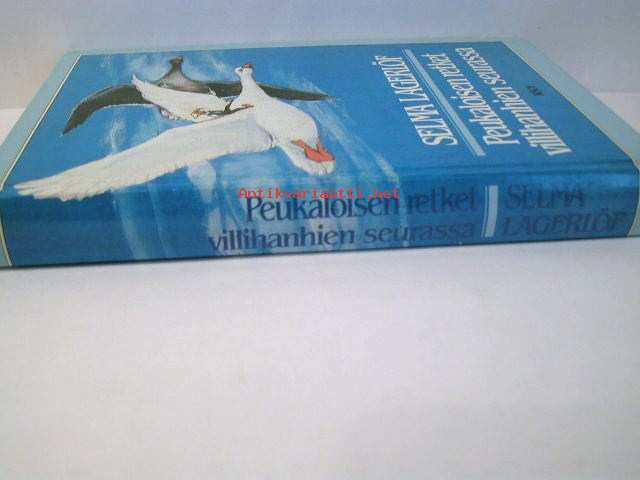 SELMA LAGERLÖF
Peukaloisen retket
villihanhien seurassa
Antikvariaatti.net
Peukaloisen retket
villihanhien seurassa
SELMA
LAGERLÖF